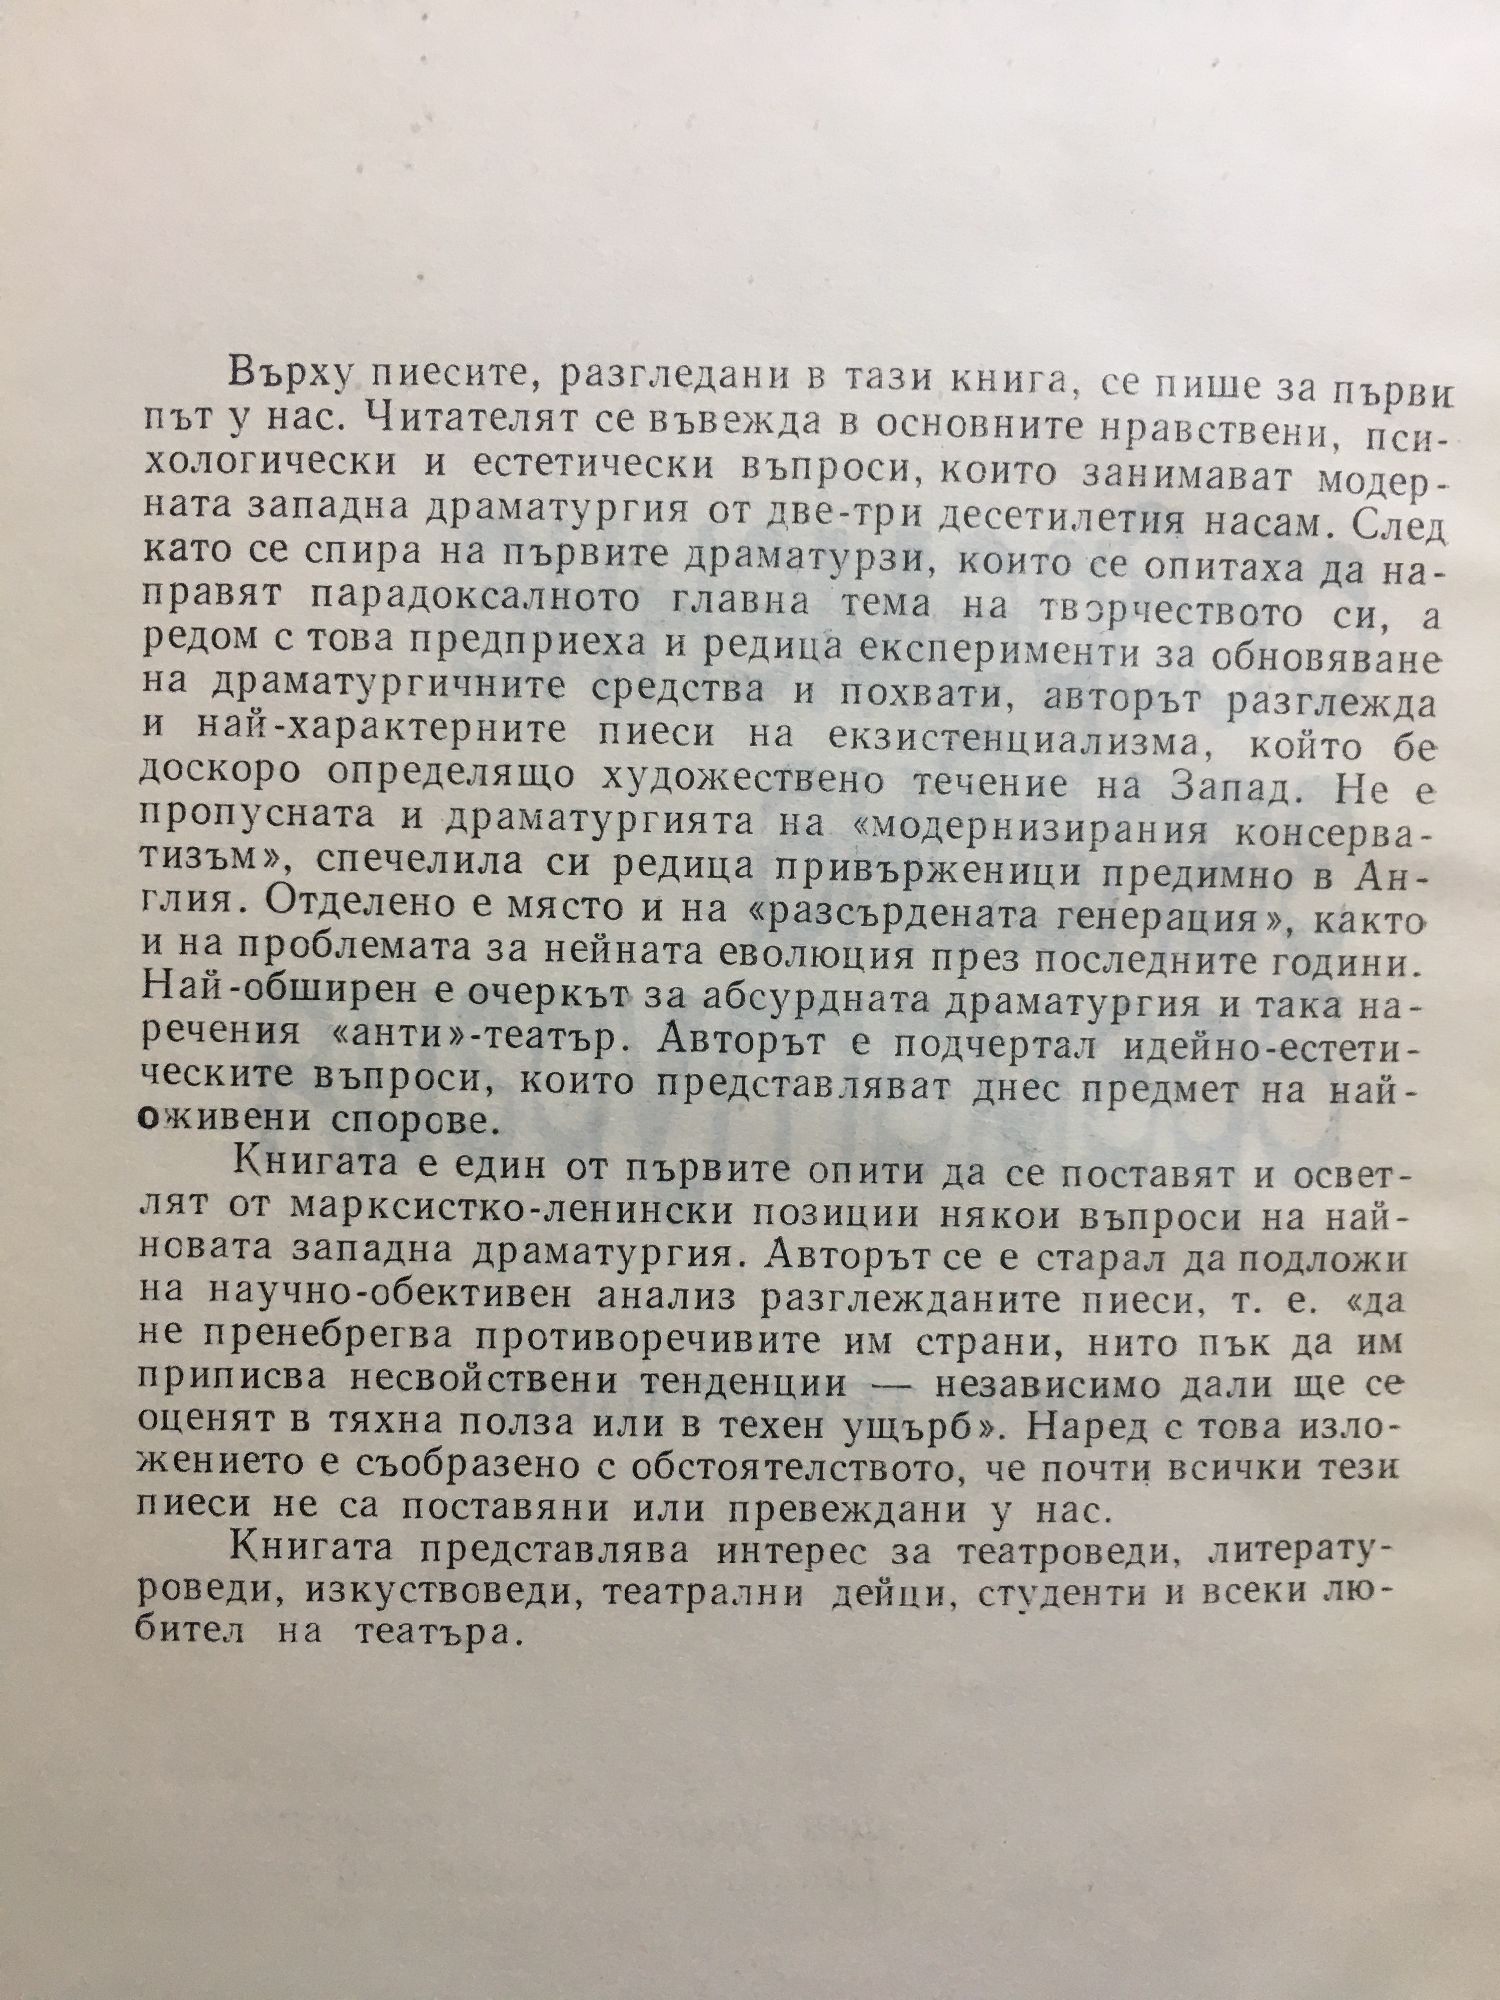 Върху пиесите, разгледани в тази книга, се пише за първи
път у нас. Читателят се въвежда в основните нравствени, пси-
хологически и естетически въпроси, които занимават модер-
ната западна драматургия от две-три десетилетия насам. След
като се спира на първите драматурзи, които се опитаха да на-
правят парадоксалното главна тема на творчеството си, а
редом с това предприеха и редица експерименти за обновяване
на драматургичните средства и похвати, авторът разглежда
и най-характерните пиеси на екзистенциализма, който бе
доскоро определящо художествено течение на Запад. Не е
пропусната и драматургията на «модернизирания консерва-
тизъм», спечелила си редица привърженици предимно в Ан-
глия. Отделено е място и на «разсърдената генерация», както
и на проблемата за нейната еволюция през последните години.
Най-обширен е очеркът за абсурдната драматургия и така на-
речения «анти»-театър. Авторът е подчертал идейно-естети-
ческите въпроси, които представляват днес предмет на най-
оживени спорове.
Книгата е един от първите опити да се поставят и освет-
лят от марксистко-ленински позиции някои въпроси на най-
новата западна драматургия. Авторът се е старал да подложи
на научно-обективен анализ разглежданите пиеси, т. е. «да
не пренебрегва противоречивите им страни, нито пък да им
приписва несвойствени тенденции — независимо дали ще се
оценят в тяхна полза или в техен ущърб». Наред с това изло-
жението е съобразено с обстоятелството, че почти всички тези
пиеси не са поставяни или превеждани у нас.
Книгата представлява интерес за театроведи, литерату-
роведи, изкуствоведи, театрални дейци, студенти и всеки лю-
бител на театъра.